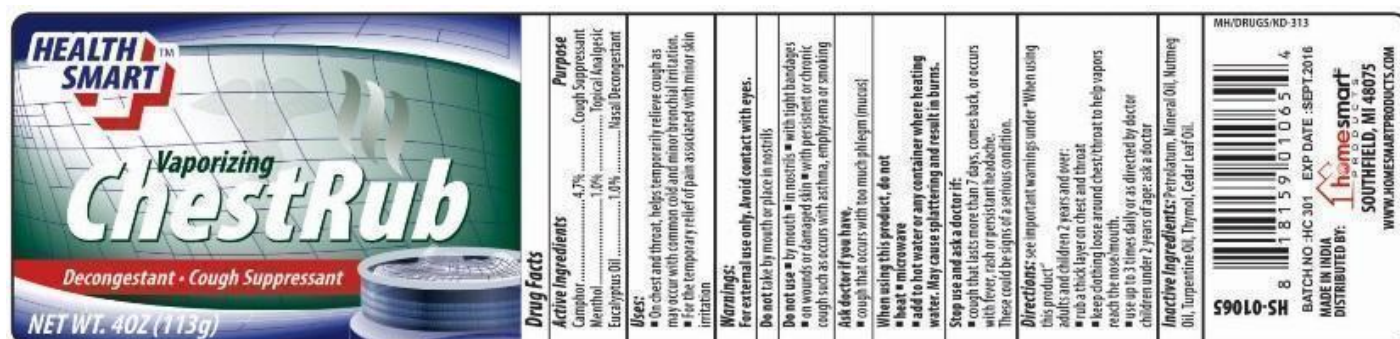 HEALTH
SMART™
Vaporizing
ChestRub
Decongestant • Cough Suppressant
NET WT. 4OZ (113g)
Drug Facts
Active Ingredients Purpose
Camphor..............4.7%......Cough Suppressant
Menthol..............1.0%......Topical Analgesic
Eucalyptus Oil......1.0%......Nasal Decongestant
Uses:
▪ On chest and throat, helps temporarily relieve cough as
may occur with common cold and minor bronchial irritation.
▪ For the temporary relief of pain associated with minor skin
irritation
Warnings:
For external use only. Avoid contact with eyes.
Do not take by mouth or place in nostrils
Do not use ▪ by mouth ▪ in nostrils ▪ with tight bandages
▪ on wounds or damaged skin ▪ with persistent or chronic
cough such as occurs with asthma, emphysema or smoking
Ask doctor if you have,
▪ cough that occurs with too much phlegm (mucus)
When using this product, do not
▪ heat ▪ microwave
▪ add to hot water or any container where heating
water. May cause splattering and result in burns.
Stop use and ask a doctor if:
▪ cough that lasts more than 7 days, comes back, or occurs
with fever, rach or persistant headache.
These could be signs of a serious condition.
Directions: see important warnings under "When using
this product"
adults and children 2 years and over:
▪ rub a thick layer on chest and throat
▪ keep clothing loose around chest/throat to help vapors
reach the nose/mouth.
▪ use up to 3 times daily or as directed by doctor
children under 2 years of age: ask a doctor
Inactive Ingredients: Petrolatum, Mineral Oil, Nutmeg
Oil, Turpentine Oil, Thymol, Cedar Leaf Oil.
MH/DRUGS/KD-313
8 18159 01065 4
HS-01065
BATCH NO :HC 301 EXP DATE :SEPT.2016
MADE IN INDIA
DISTRIBUTED BY:
homesmart
PRODUCTS
SOUTHFIELD, MI 48075
WWW.HOMESMARTPRODUCTS.COM